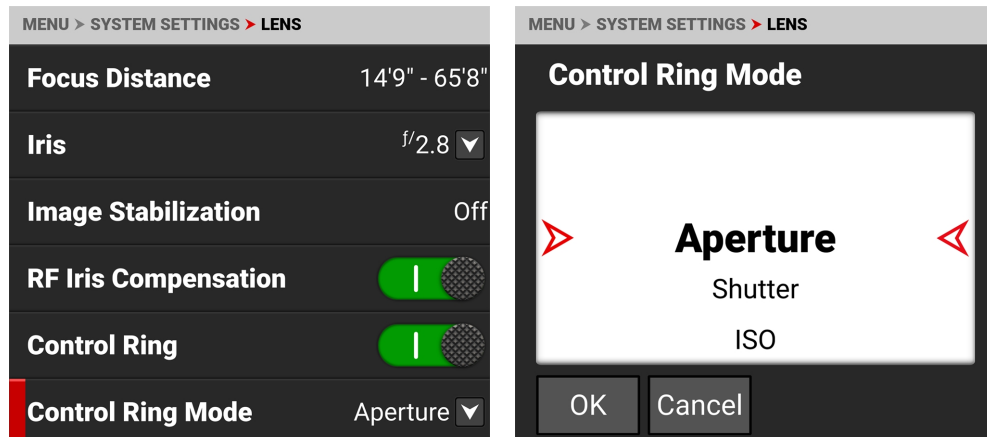 MENU > SYSTEM SETTINGS > LENS
Focus Distance 14'9" - 65'8"
Iris ƒ/2.8
Image Stabilization Off
RF Iris Compensation
Control Ring
Control Ring Mode Aperture
MENU > SYSTEM SETTINGS > LENS
Control Ring Mode
Aperture
Shutter
ISO
OK Cancel